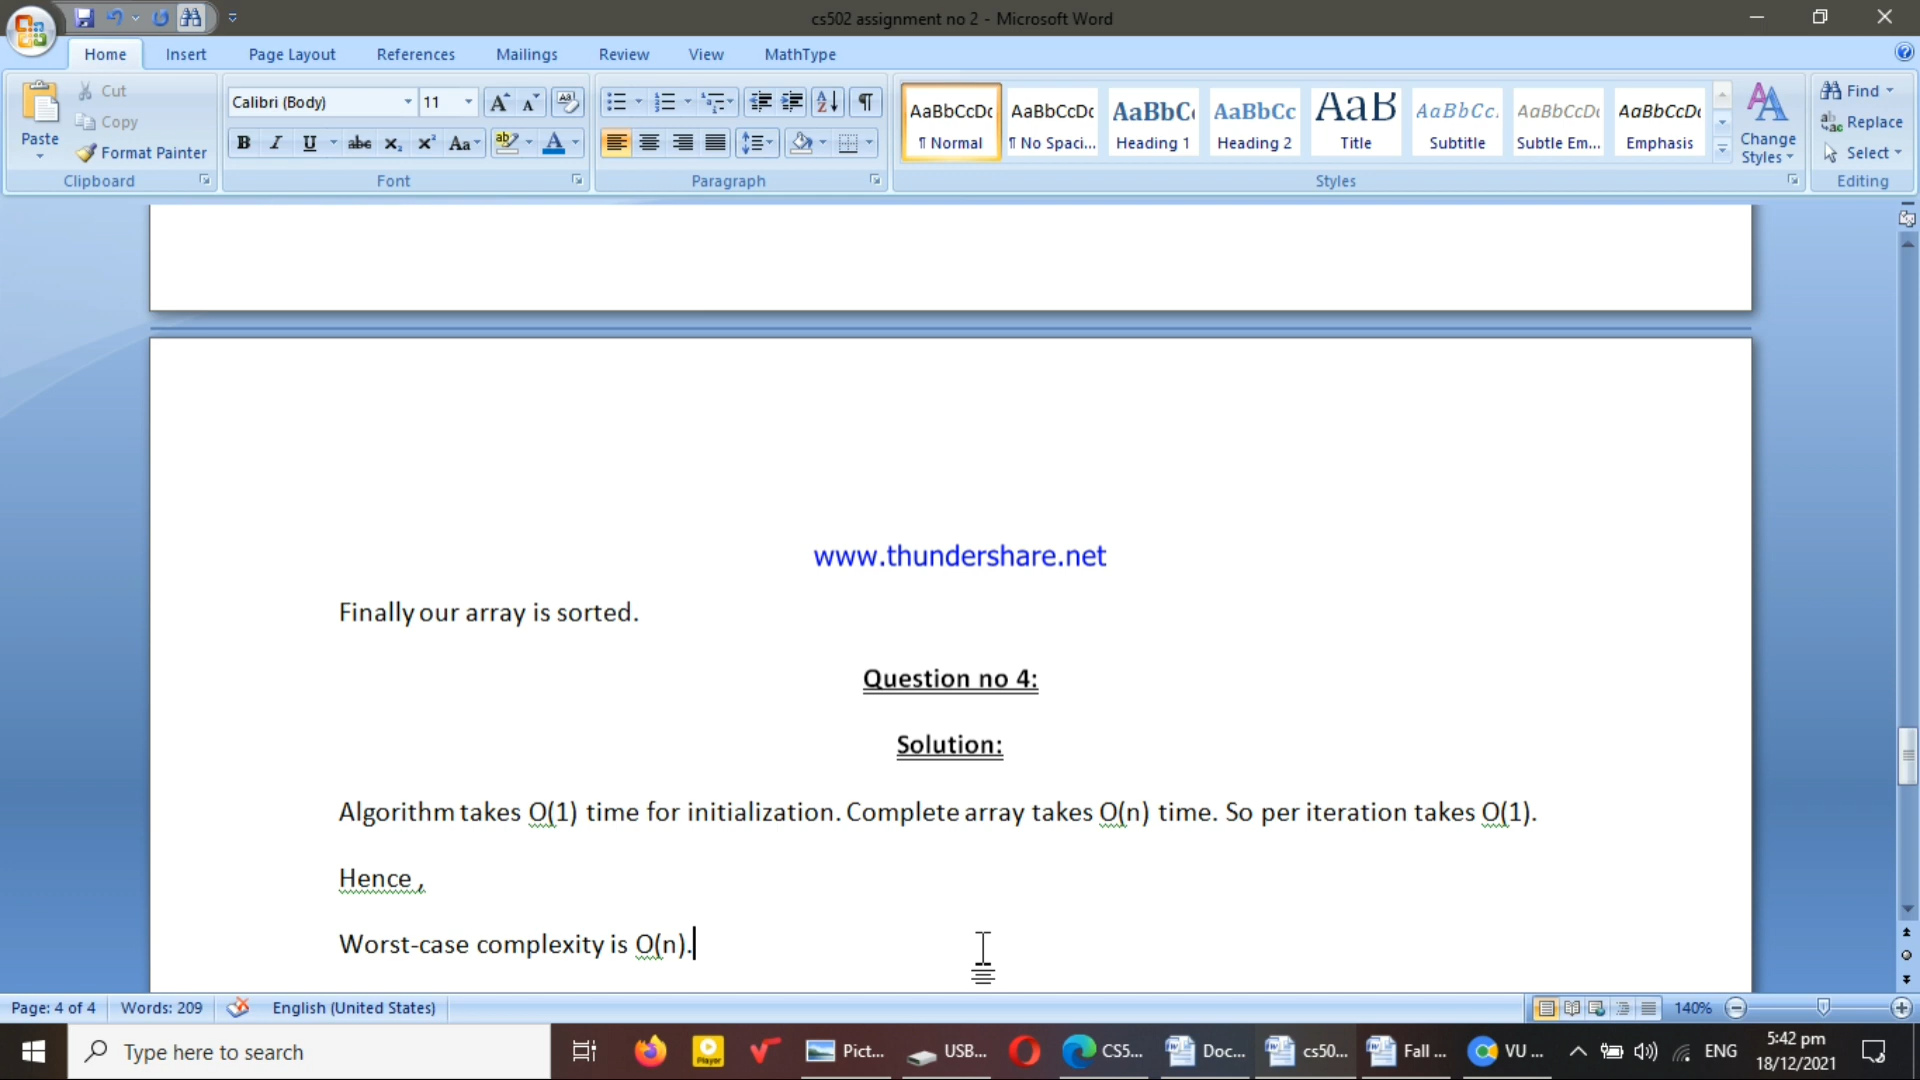 cs502 assignment no 2 - Microsoft Word
Home Insert Page Layout References Mailings Review View MathType
Paste
Cut
Copy
Format Painter
Clipboard
Calibri (Body) 11
Font
Paragraph
AaBbCcDc AaBbCcDc AaBbC AaBbCc AaB AaBbCc. AaBbCcDc AaBbCcDc
¶ Normal ¶ No Spaci... Heading 1 Heading 2 Title Subtitle Subtle Em... Emphasis
Change
Styles
Styles
Find
Replace
Select
Editing
www.thundershare.net
Finally our array is sorted.
Question no 4:
Solution:
Algorithm takes O(1) time for initialization. Complete array takes O(n) time. So per iteration takes O(1).
Hence ,
Worst-case complexity is O(n).
Page: 4 of 4 Words: 209 English (United States) 140%
Type here to search Player Pict... USB... CS5... Doc... cs50... Fall ... VU ... ENG
5:42 pm
18/12/2021